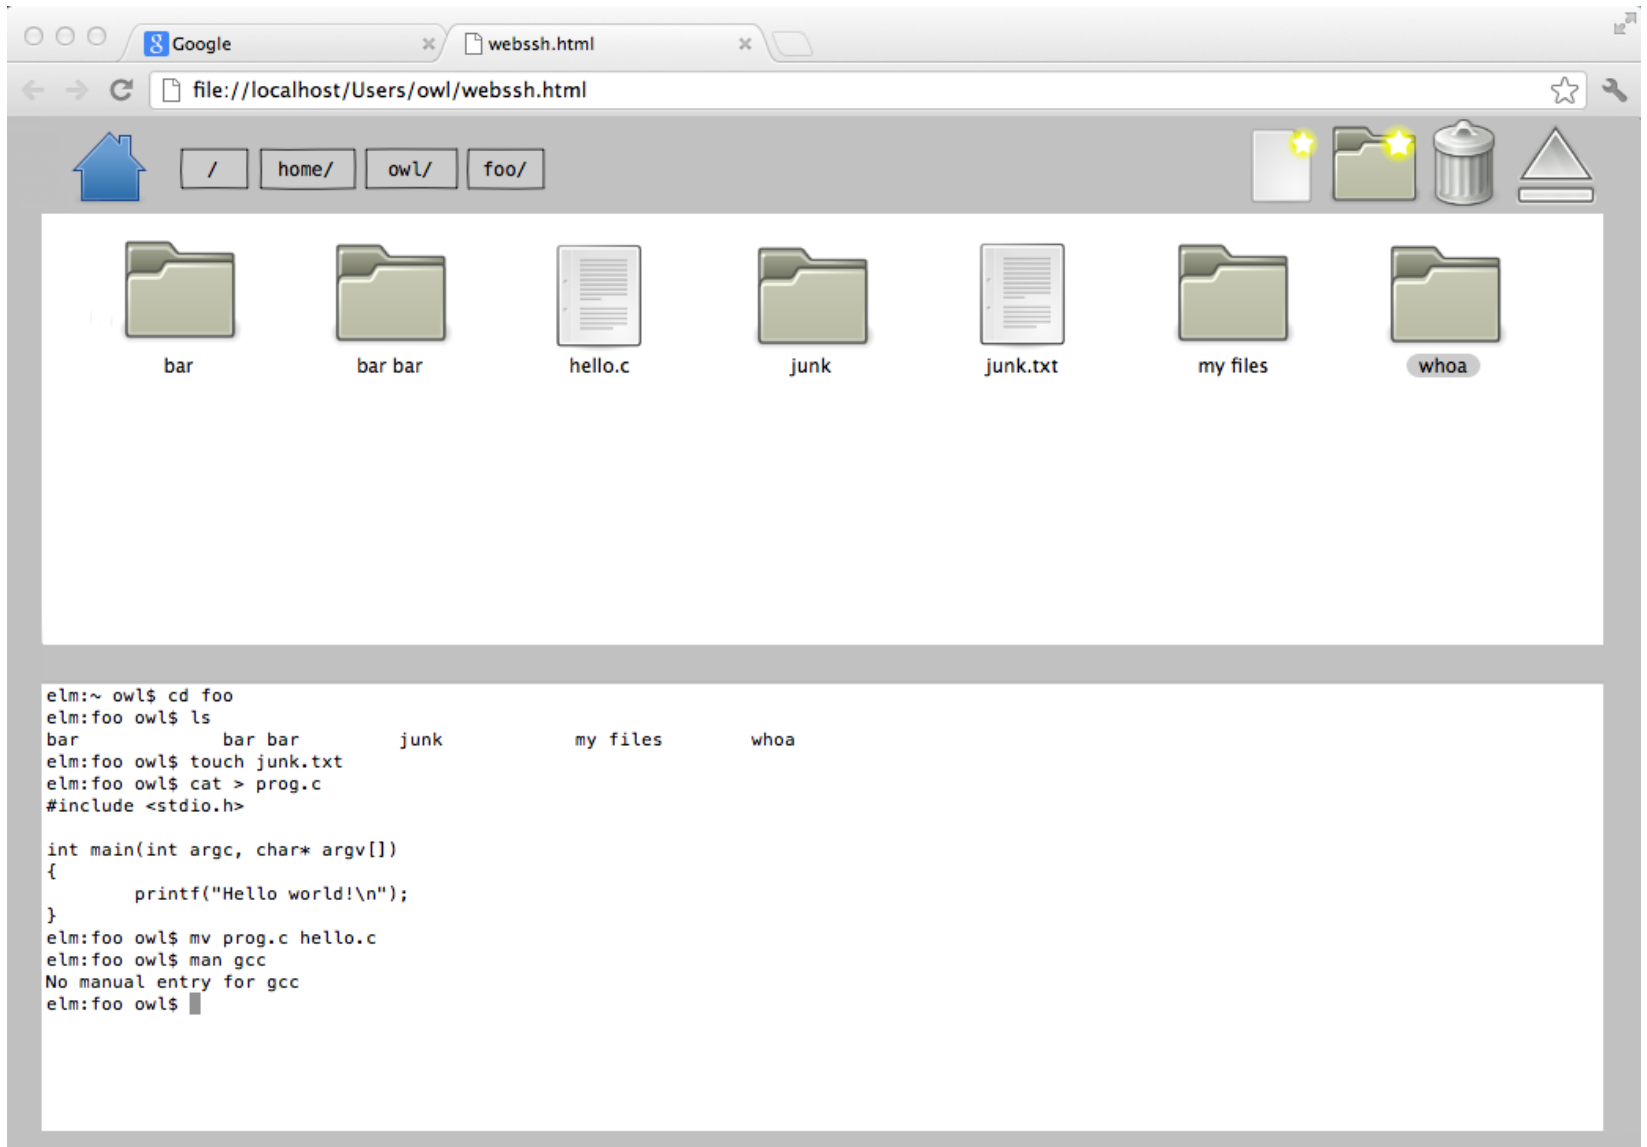 Google
webssh.html
file://localhost/Users/owl/webssh.html
/ home/ owl/ foo/
bar bar bar hello.c junk junk.txt my files whoa
elm:~ owl$ cd foo
elm:foo owl$ ls
bar             bar bar         junk            my files        whoa
elm:foo owl$ touch junk.txt
elm:foo owl$ cat > prog.c
#include <stdio.h>

int main(int argc, char* argv[])
{
        printf("Hello world!\n");
}
elm:foo owl$ mv prog.c hello.c
elm:foo owl$ man gcc
No manual entry for gcc
elm:foo owl$